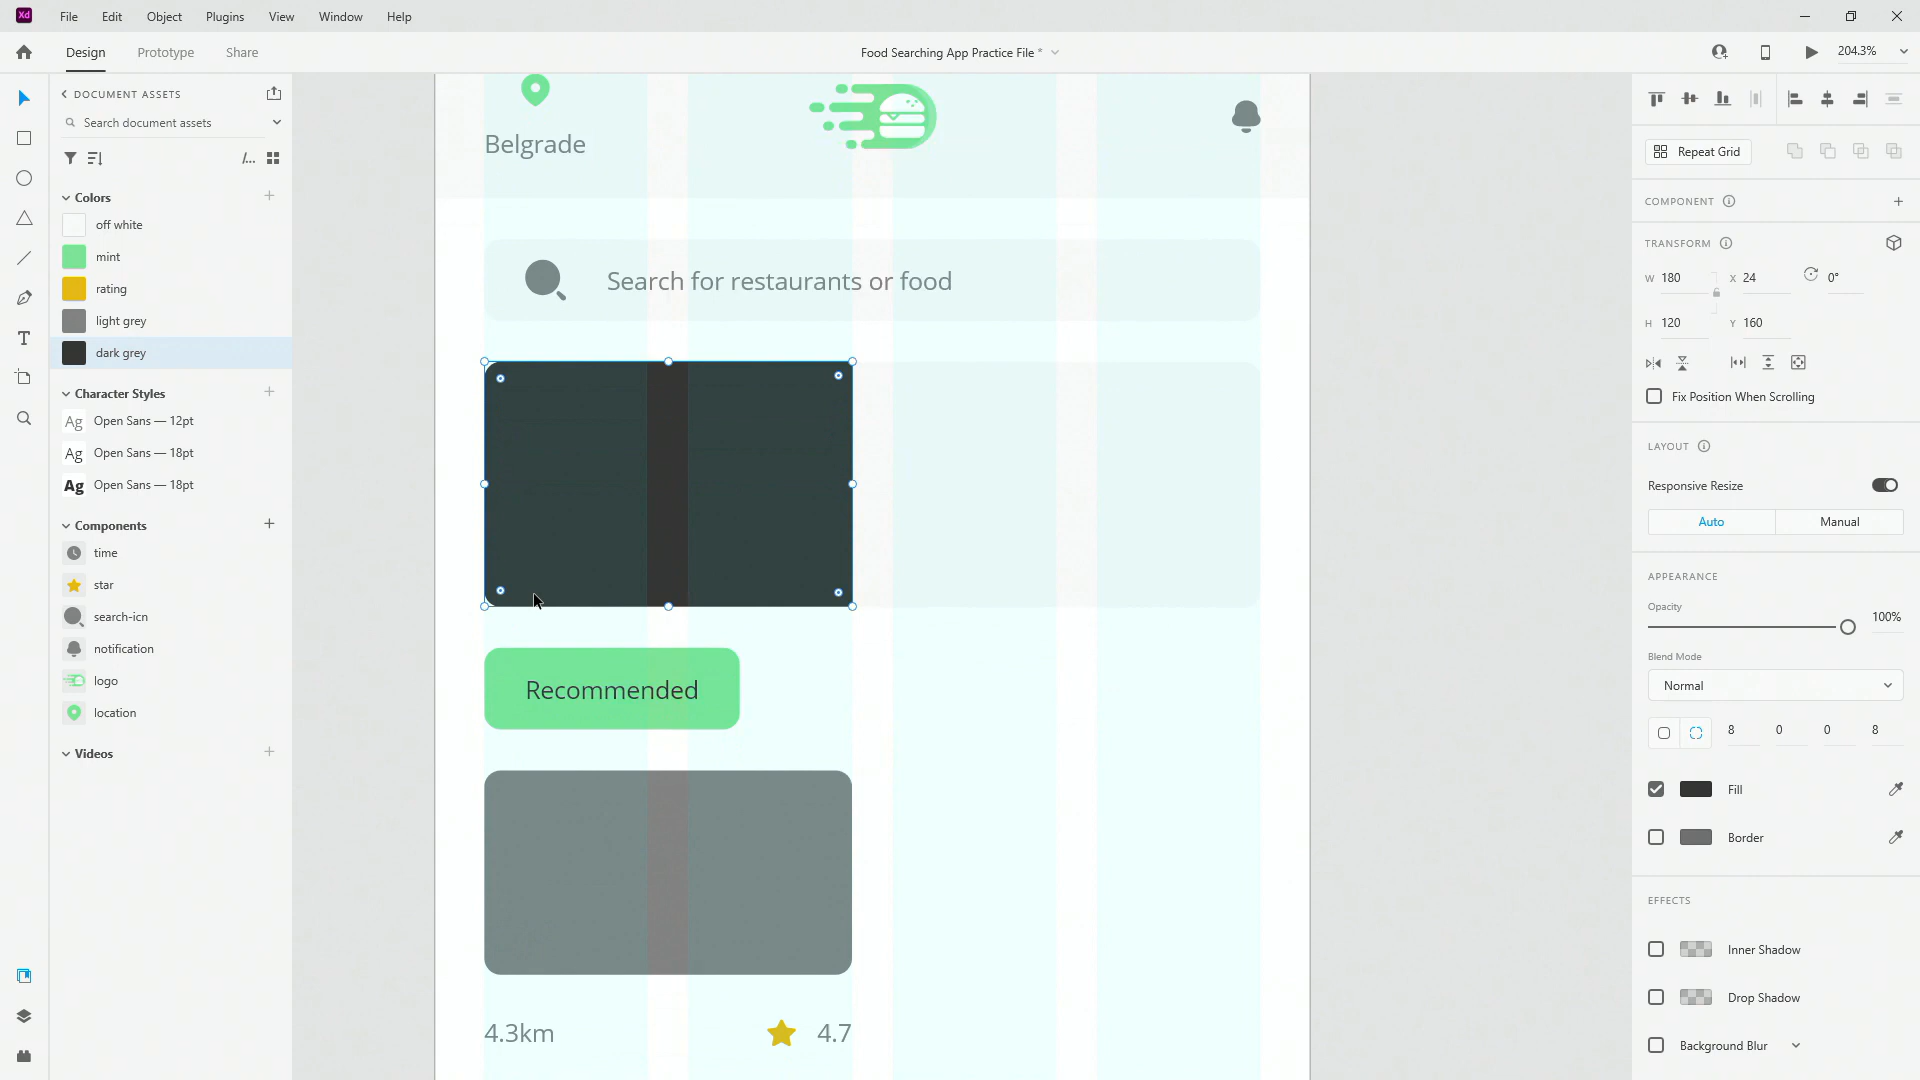 Xd File Edit Object Plugins View Window Help
Design Prototype Share Food Searching App Practice File * 204.3%
DOCUMENT ASSETS
Search document assets
/...
Colors
off white
mint
rating
light grey
dark grey
Character Styles
Ag Open Sans — 12pt
Ag Open Sans — 18pt
Ag Open Sans — 18pt
Components
time
star
search-icn
notification
logo
location
Videos
Belgrade
Search for restaurants or food
Recommended
4.3km 4.7
Repeat Grid
COMPONENT
TRANSFORM
W 180 X 24 0°
H 120 Y 160
Fix Position When Scrolling
LAYOUT
Responsive Resize
Auto Manual
APPEARANCE
Opacity
100%
Blend Mode
Normal
8 0 0 8
Fill
Border
EFFECTS
Inner Shadow
Drop Shadow
Background Blur